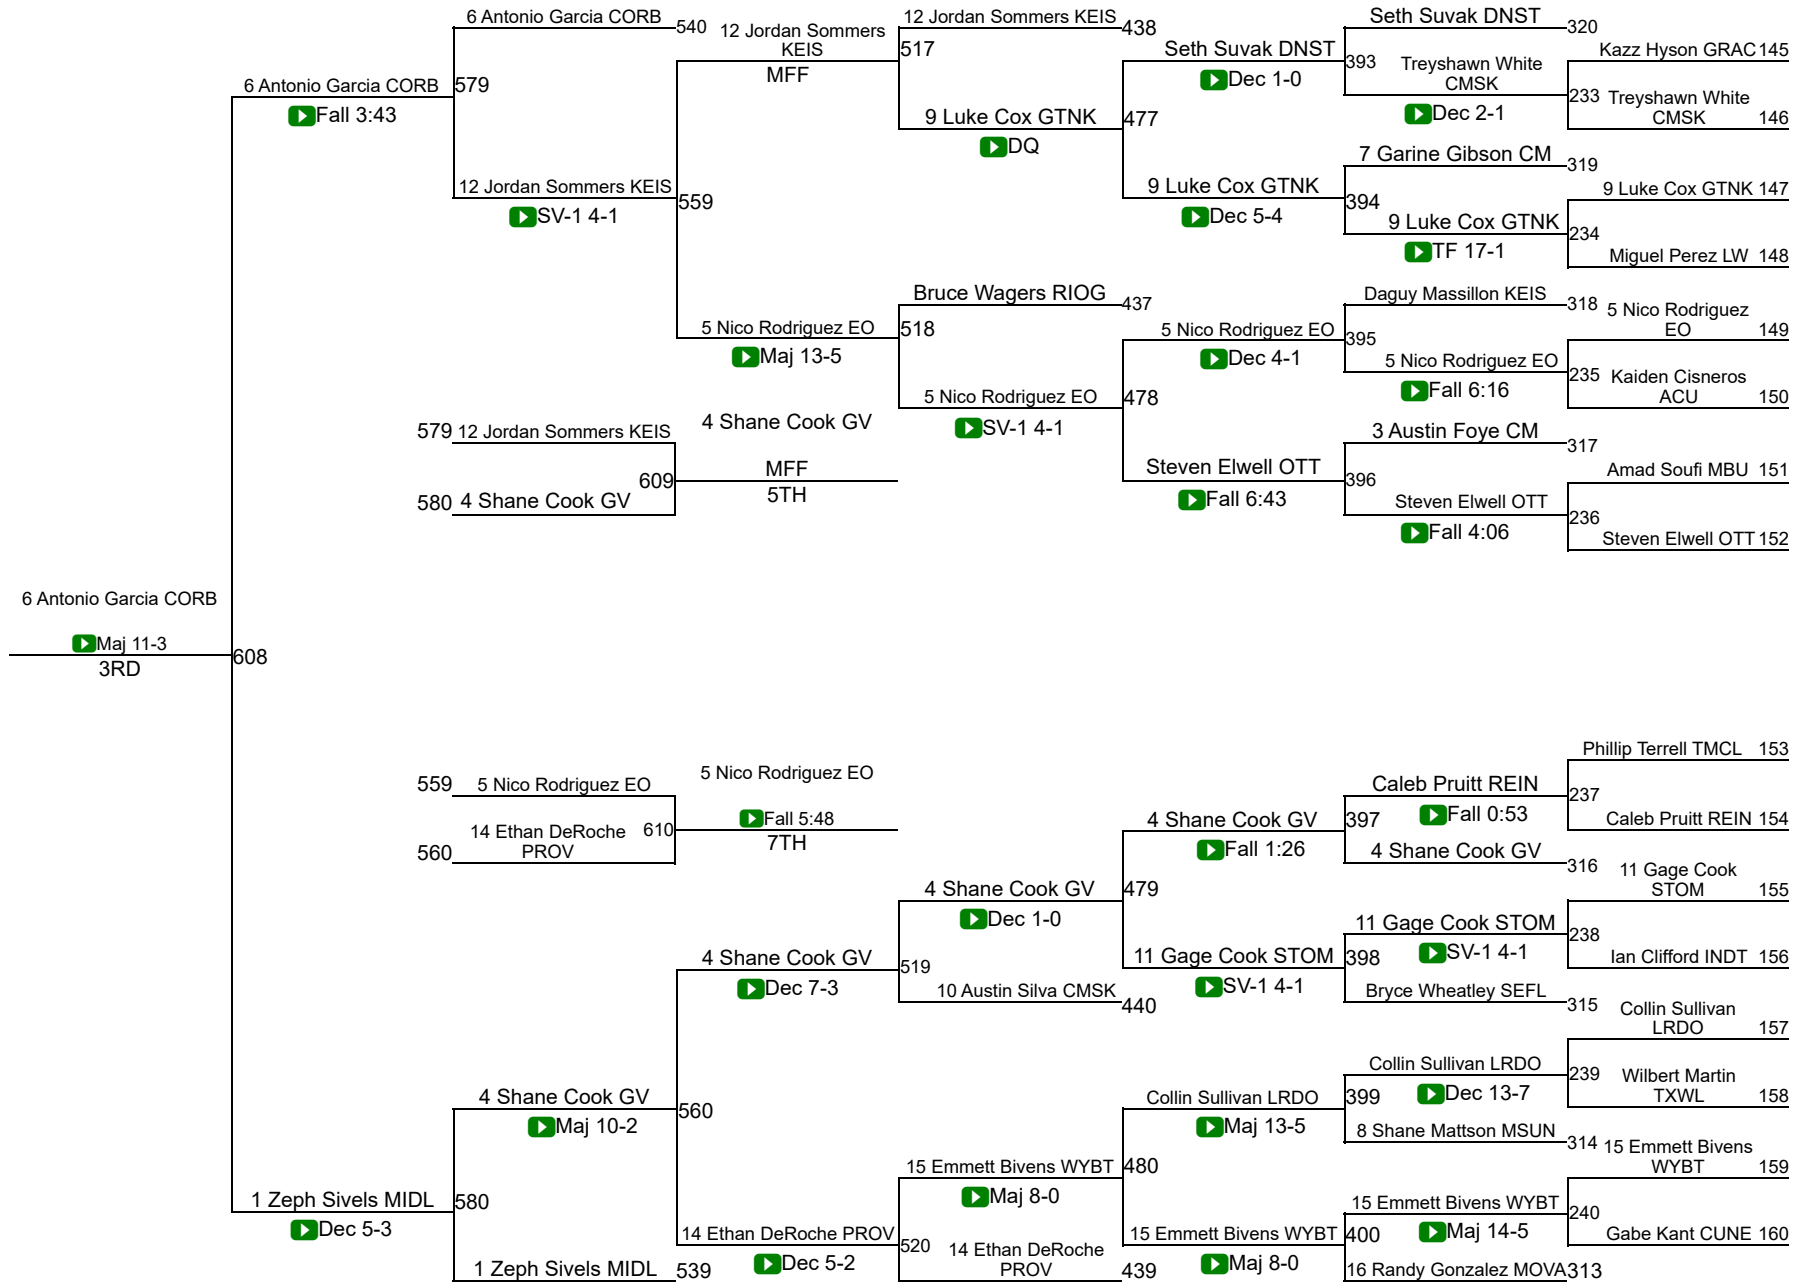 6 Antonio Garcia CORB
540
12 Jordan Sommers
KEIS
MFF
12 Jordan Sommers KEIS
438
517
Seth Suvak DNST
Dec 1-0
Seth Suvak DNST
320
393
Treyshawn White
CMSK
Dec 2-1
Kazz Hyson GRAC 145
233
Treyshawn White
CMSK
146
6 Antonio Garcia CORB
Fall 3:43
579
9 Luke Cox GTNK
DQ
477
7 Garine Gibson CM
319
12 Jordan Sommers KEIS
SV-1 4-1
559
9 Luke Cox GTNK
Dec 5-4
394
9 Luke Cox GTNK
TF 17-1
9 Luke Cox GTNK 147
234
Miguel Perez LW 148
Bruce Wagers RIOG
437
518
5 Nico Rodriguez EO
Maj 13-5
5 Nico Rodriguez EO
Dec 4-1
Daguy Massillon KEIS
318
395
5 Nico Rodriguez EO
Fall 6:16
5 Nico Rodriguez
EO
149
235
Kaiden Cisneros
ACU
150
5 Nico Rodriguez EO
SV-1 4-1
478
579
12 Jordan Sommers KEIS
609
580
4 Shane Cook GV
4 Shane Cook GV
MFF
5TH
Steven Elwell OTT
Fall 6:43
3 Austin Foye CM
317
396
Steven Elwell OTT
Fall 4:06
Amad Soufi MBU 151
236
Steven Elwell OTT 152
6 Antonio Garcia CORB
Maj 11-3
3RD
608
559
5 Nico Rodriguez EO
610
560
14 Ethan DeRoche
PROV
5 Nico Rodriguez EO
Fall 5:48
7TH
4 Shane Cook GV
Fall 1:26
397
Caleb Pruitt REIN
Fall 0:53
Phillip Terrell TMCL 153
237
Caleb Pruitt REIN 154
4 Shane Cook GV
316
4 Shane Cook GV
Dec 1-0
479
11 Gage Cook STOM
SV-1 4-1
398
11 Gage Cook STOM
SV-1 4-1
11 Gage Cook
STOM
155
238
Ian Clifford INDT 156
4 Shane Cook GV
Dec 7-3
519
10 Austin Silva CMSK
440
Bryce Wheatley SEFL
315
4 Shane Cook GV
Maj 10-2
560
Collin Sullivan LRDO
Maj 13-5
399
Collin Sullivan LRDO
Dec 13-7
Collin Sullivan
LRDO
157
239
Wilbert Martin
TXWL
158
8 Shane Mattson MSUN
314
15 Emmett Bivens WYBT
Maj 8-0
480
1 Zeph Sivels MIDL
Dec 5-3
580
14 Ethan DeRoche PROV
Dec 5-2
520
14 Ethan DeRoche
PROV
439
15 Emmett Bivens WYBT
Maj 8-0
400
15 Emmett Bivens WYBT
Maj 14-5
15 Emmett Bivens
WYBT
159
240
Gabe Kant CUNE 160
1 Zeph Sivels MIDL
539
16 Randy Gonzalez MOVA 313